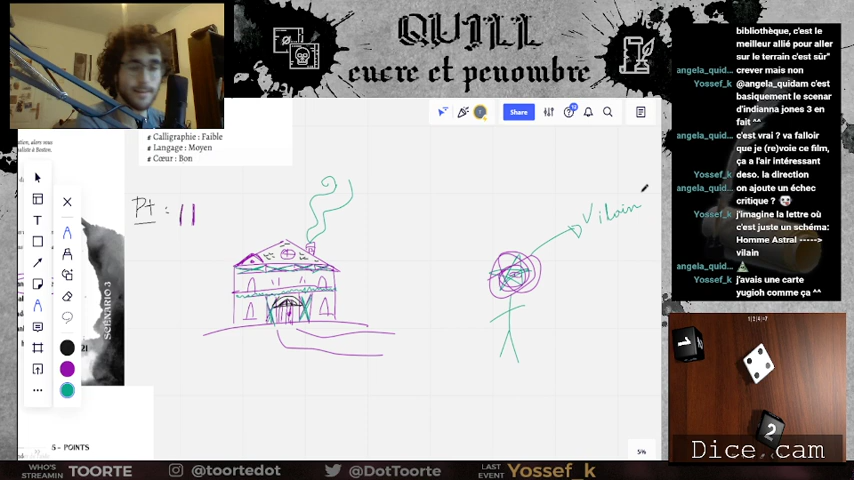 QUILL
encre et penombre
bibliothèque, c'est le
meilleur allié pour aller
sur le terrain c'est sûr"
angela_quid... crever mais non
Yossef_k @angela_quidam c'est
basiquement le scenar
d'indianna jones 3 en
fait ^^
angela_quid... c'est vrai ? va falloir
que je (re)voie ce film,
ça a l'air intéressant
Yossef_k deso. la direction
angela_quid... on ajoute un échec
critique ?
Yossef_k j'imagine la lettre où
c'est juste un schéma:
Homme Astral ----->
vilain
angela_quid...
Yossef_k j'avais une carte
yugioh comme ça ^^
Share
# Calligraphie : Faible
# Langage : Moyen
# Cœur : Bon
Pt : 11
Vilain
SCENARIO 3
21
5 - POINTS
5%
1
2
Dice.cam
WHO'S
STREAMIN
TOORTE
@toortedot
@DotToorte
LAST
EVENT
Yossef_k